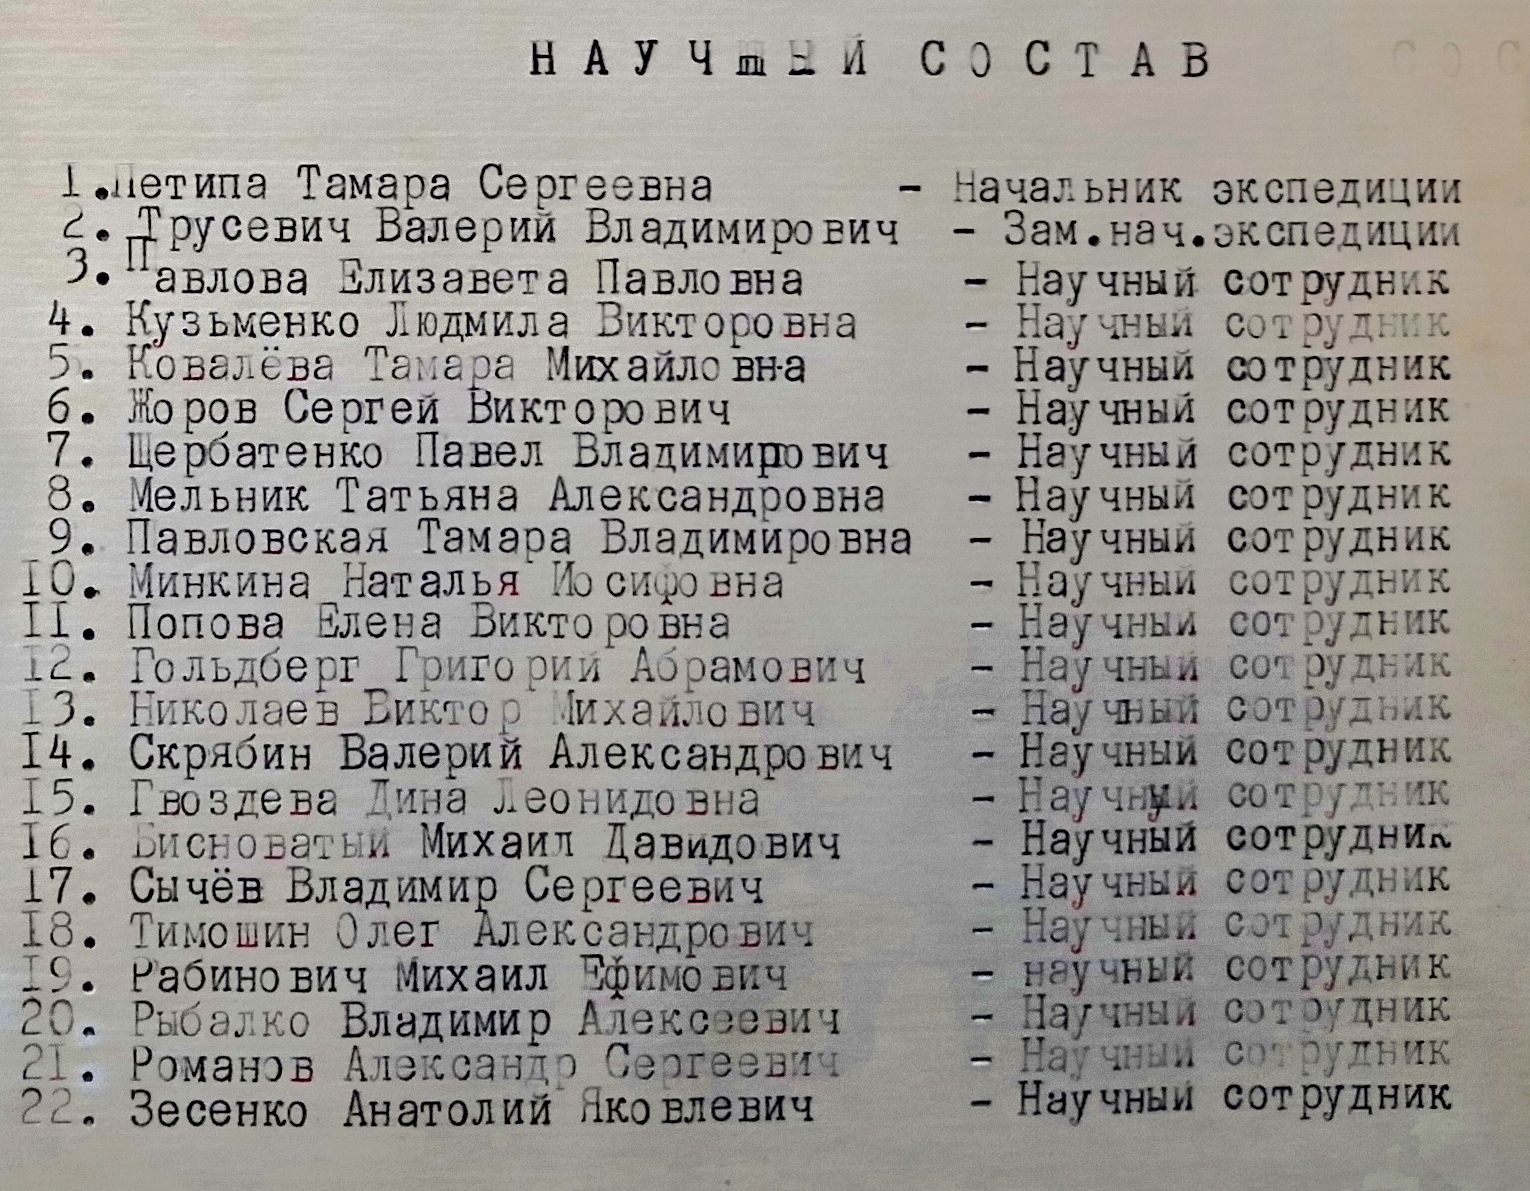 НАУЧНЫЙ СОСТАВ
1. Петипа Тамара Сергеевна - Начальник экспедиции
2. Трусевич Валерий Владимирович - Зам.нач.экспедиции
3. Павлова Елизавета Павловна - Научный сотрудник
4. Кузьменко Людмила Викторовна - Научный сотрудник
5. Ковалёва Тамара Михайловна - Научный сотрудник
6. Жоров Сергей Викторович - Научный сотрудник
7. Щербатенко Павел Владимирович - Научный сотрудник
8. Мельник Татьяна Александровна - Научный сотрудник
9. Павловская Тамара Владимировна - Научный сотрудник
10. Минкина Наталья Иосифовна - Научный сотрудник
11. Попова Елена Викторовна - Научный сотрудник
12. Гольдберг Григорий Абрамович - Научный сотрудник
13. Николаев Виктор Михайлович - Научный сотрудник
14. Скрябин Валерий Александрович - Научный сотрудник
15. Гвоздева Дина Леонидовна - Научный сотрудник
16. Бисноватый Михаил Давидович - Научный сотрудник
17. Сычёв Владимир Сергеевич - Научный сотрудник
18. Тимошин Олег Александрович - Научный сотрудник
19. Рабинович Михаил Ефимович - научный сотрудник
20. Рыбалко Владимир Алексеевич - Научный сотрудник
21. Романов Александр Сергеевич - Научный сотрудник
22. Зесенко Анатолий Яковлевич - Научный сотрудник